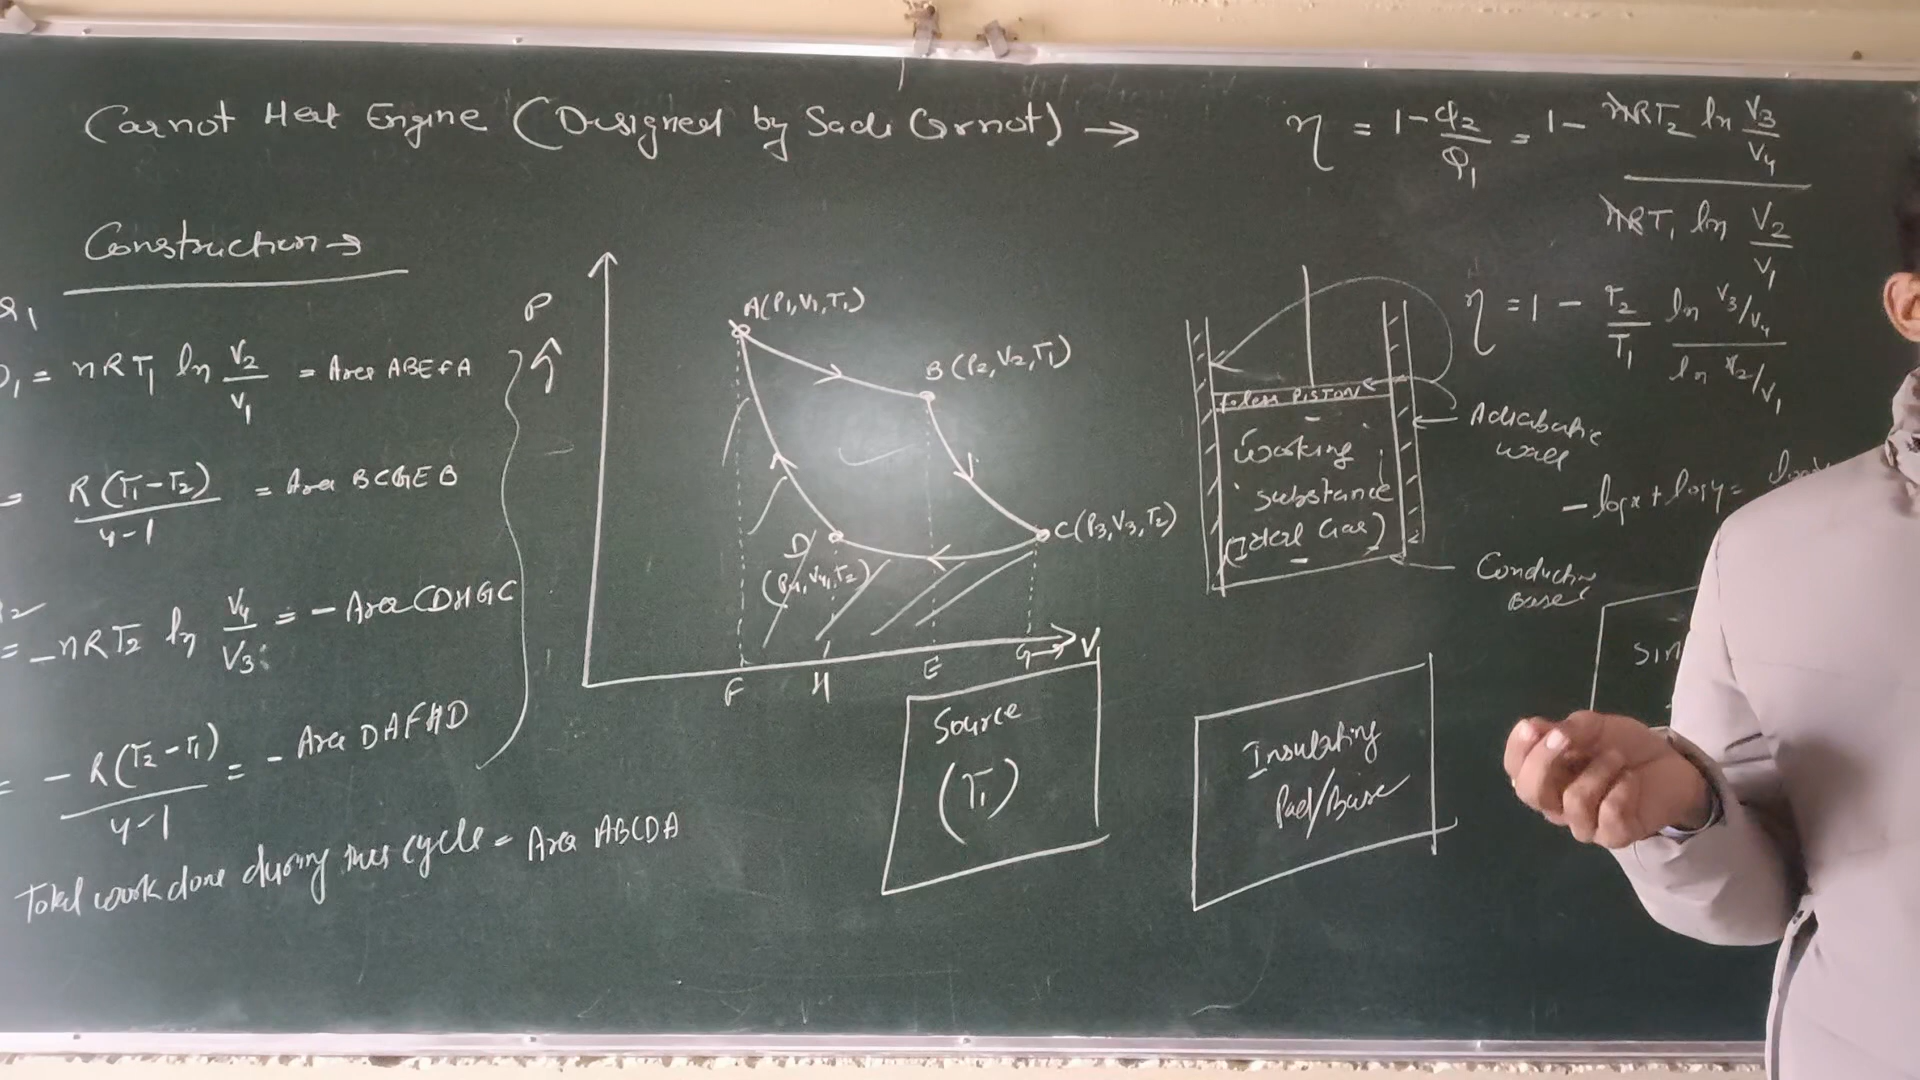 Carnot Heat Engine (Designed by Sadi Carnot) →
Construction →
Q1
= nRT1 ln V2/V1 = Area ABEFA
= R(T1-T2)/γ-1 = Area BCGEB
= -nRT2 ln V4/V3 = - Area CDHGC
= - R(T2-T1)/γ-1 = - Area DAFHD
Total work done during this cycle = Area ABCDA
P
A(P1,V1,T1)
B(P2,V2,T1)
C(P3,V3,T2)
D
(P4,V4,T2)
F H E G → V
Source
(T1)
PISTON
Working
substance
(Ideal Gas)
Adiabatic
wall
Conducting
Base
Insulating
Pad/Base
η = 1 - Q2/Q1 = 1 - nRT2 ln V3/V4 / nRT1 ln V2/V1
η = 1 - T2/T1 ln V3/V4 / ln V2/V1
- log x + log y =
Sin